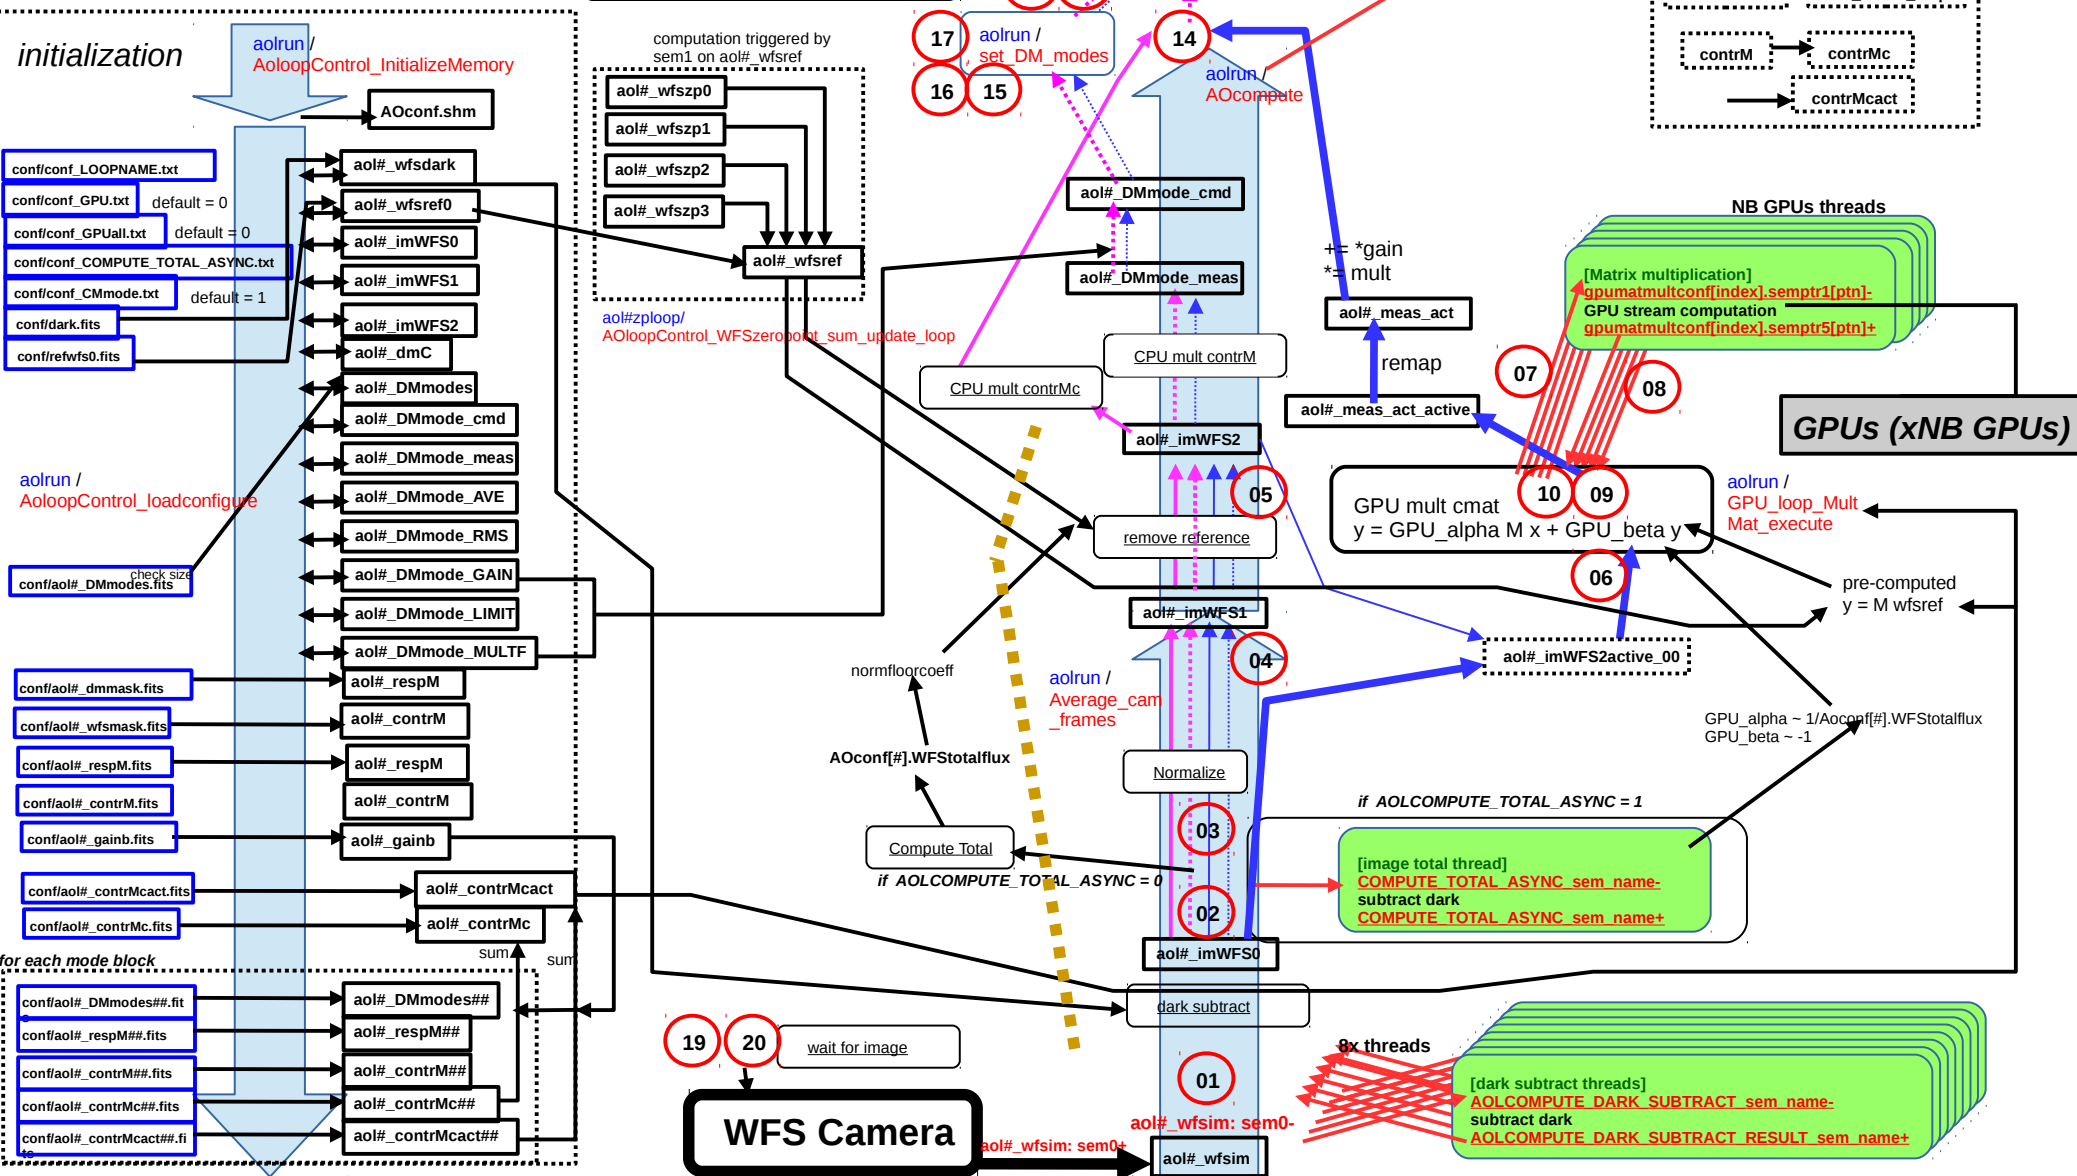 initialization
aolrun /
AoloopControl_InitializeMemory
AOconf.shm
conf/conf_LOOPNAME.txt
conf/conf_GPU.txt
default = 0
conf/conf_GPUall.txt
default = 0
conf/conf_COMPUTE_TOTAL_ASYNC.txt
conf/conf_CMmode.txt
default = 1
conf/dark.fits
conf/refwfs0.fits
aol#_wfsdark
aol#_wfsref0
aol#_imWFS0
aol#_imWFS1
aol#_imWFS2
aol#_dmC
aol#_DMmodes
aol#_DMmode_cmd
aol#_DMmode_meas
aol#_DMmode_AVE
aol#_DMmode_RMS
aol#_DMmode_GAIN
aol#_DMmode_LIMIT
aol#_DMmode_MULTF
aolrun /
AoloopControl_loadconfigure
check size
conf/aol#_DMmodes.fits
conf/aol#_dmmask.fits
aol#_respM
conf/aol#_wfsmask.fits
aol#_contrM
conf/aol#_respM.fits
aol#_respM
conf/aol#_contrM.fits
aol#_contrM
conf/aol#_gainb.fits
aol#_gainb
conf/aol#_contrMcact.fits
aol#_contrMcact
conf/aol#_contrMc.fits
aol#_contrMc
sum
sum
for each mode block
conf/aol#_DMmodes##.fit
s
aol#_DMmodes##
conf/aol#_respM##.fits
aol#_respM##
conf/aol#_contrM##.fits
aol#_contrM##
conf/aol#_contrMc##.fits
aol#_contrMc##
conf/aol#_contrMcact##.fi
ts
aol#_contrMcact##
computation triggered by
sem1 on aol#_wfsref
aol#_wfszp0
aol#_wfszp1
aol#_wfszp2
aol#_wfszp3
aol#_wfsref
aol#zploop/
AOloopControl_WFSzeropoint_sum_update_loop
17
aolrun /
set_DM_modes
16
15
14
aolrun /
AOcompute
aol#_DMmode_cmd
aol#_DMmode_meas
CPU mult contrM
CPU mult contrMc
aol#_imWFS2
05
remove reference
aol#_imWFS1
04
normfloorcoeff
aolrun /
Average_cam
_frames
AOconf[#].WFStotalflux
Normalize
03
Compute Total
if AOLCOMPUTE_TOTAL_ASYNC = 0
02
aol#_imWFS0
dark subtract
19
20
wait for image
01
WFS Camera
aol#_wfsim: sem0-
aol#_wfsim: sem0+
aol#_wfsim
contrM
contrMc
contrMcact
NB GPUs threads
[Matrix multiplication]
gpumatmultconf[index].semptr1[ptn]-
GPU stream computation
gpumatmultconf[index].semptr5[ptn]+
+= *gain
*= mult
aol#_meas_act
remap
aol#_meas_act_active
07
08
GPUs (xNB GPUs)
10
09
GPU mult cmat
y = GPU_alpha M x + GPU_beta y
aolrun /
GPU_loop_Mult
Mat_execute
06
pre-computed
y = M wfsref
aol#_imWFS2active_00
GPU_alpha ~ 1/Aoconf[#].WFStotalflux
GPU_beta ~ -1
if AOLCOMPUTE_TOTAL_ASYNC = 1
[image total thread]
COMPUTE_TOTAL_ASYNC_sem_name-
subtract dark
COMPUTE_TOTAL_ASYNC_sem_name+
8x threads
[dark subtract threads]
AOLCOMPUTE_DARK_SUBTRACT_sem_name-
subtract dark
AOLCOMPUTE_DARK_SUBTRACT_RESULT_sem_name+